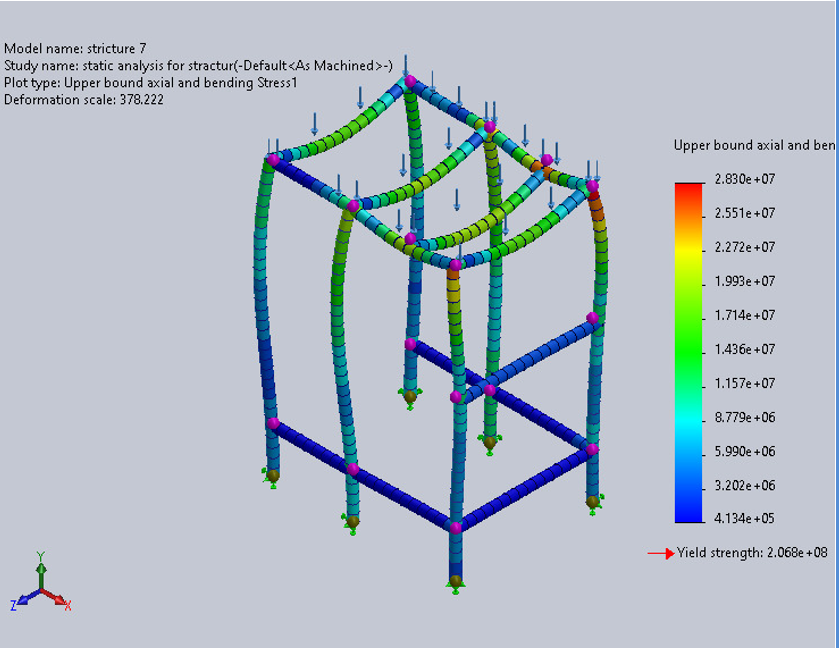 Model name: stricture 7
Study name: static analysis for stractur(-Default<As Machined>-)
Plot type: Upper bound axial and bending Stress1
Deformation scale: 378.222
Upper bound axial and ben
2.830e+07
2.551e+07
2.272e+07
1.993e+07
1.714e+07
1.436e+07
1.157e+07
8.779e+06
5.990e+06
3.202e+06
4.134e+05
Yield strength: 2.068e+08
Y
Z
X